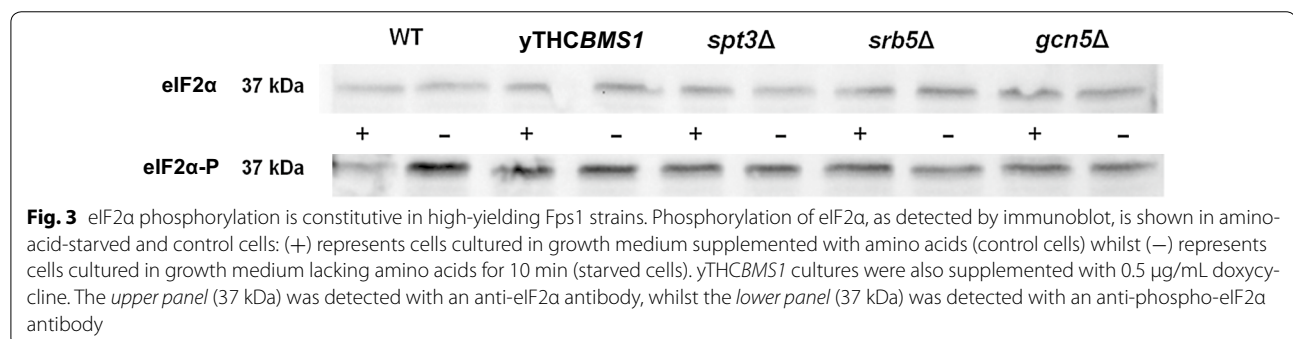 WT yTHCBMS1 spt3Δ srb5Δ gcn5Δ
eIF2α 37 kDa
+ – + – + – + – + –
eIF2α-P 37 kDa
Fig. 3 eIF2α phosphorylation is constitutive in high-yielding Fps1 strains. Phosphorylation of eIF2α, as detected by immunoblot, is shown in amino-
acid-starved and control cells: (+) represents cells cultured in growth medium supplemented with amino acids (control cells) whilst (−) represents
cells cultured in growth medium lacking amino acids for 10 min (starved cells). yTHCBMS1 cultures were also supplemented with 0.5 µg/mL doxycy-
cline. The upper panel (37 kDa) was detected with an anti-eIF2α antibody, whilst the lower panel (37 kDa) was detected with an anti-phospho-eIF2α
antibody